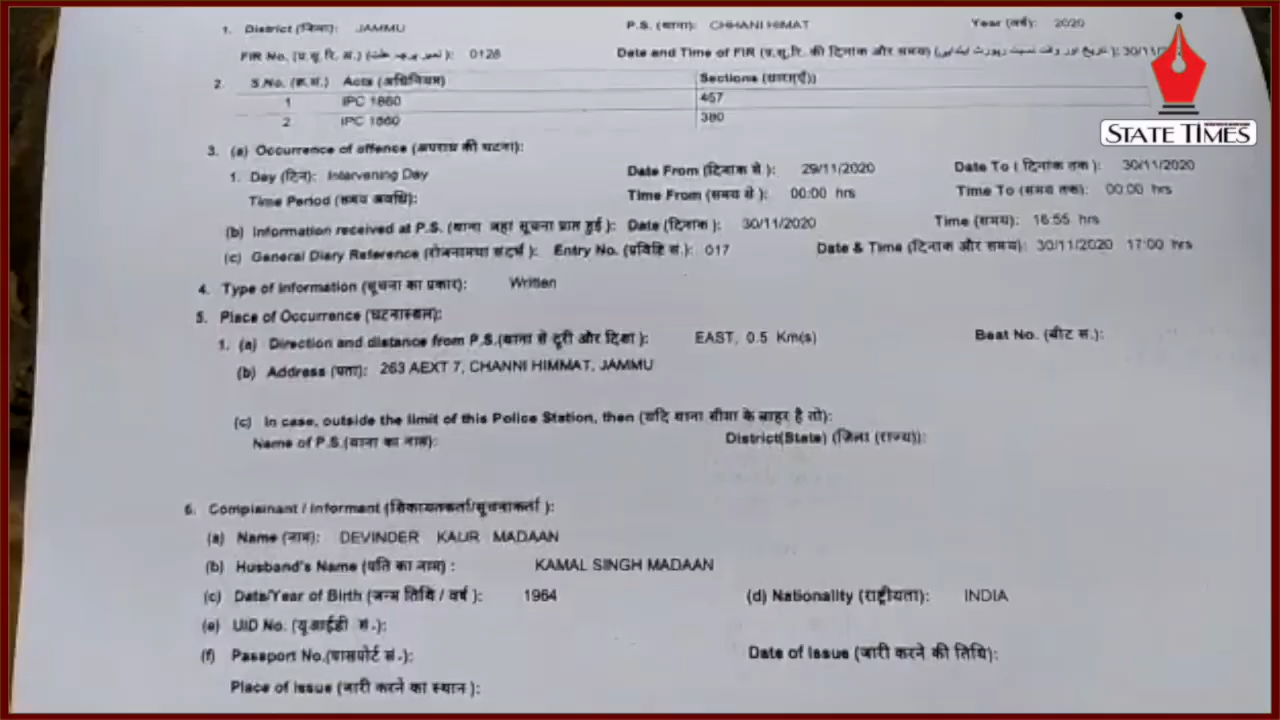 1. District (जिला): JAMMU P.S. (थाना): CHHANI HIMAT Year (वर्ष): 2020
FIR No. (प्र.सू.रि. सं.) ( ): 0126 Date and Time of FIR (प्र.सू.रि. की दिनांक और समय) ( ): 30/11/
2. S.No. (क्र.सं.) Acts (अधिनियम) Sections (धाराएँ))
1 IPC 1860 457
2 IPC 1860 380
3. (a) Occurrence of offence (अपराध की घटना):
1. Day (दिन): Intervening Day Date From (दिनांक से.): 29/11/2020 Date To ( दिनांक तक ): 30/11/2020
Time Period (समय अवधि): Time From (समय से ): 00:00 hrs Time To (समय तक): 00:00 hrs
(b) Information received at P.S. (थाना जहां सूचना प्राप्त हुई ): Date (दिनांक ): 30/11/2020 Time (समय): 16:55 hrs
(c) General Diary Reference (रोजनामचा संदर्भ ): Entry No. (प्रविष्टि सं.): 017 Date & Time (दिनांक और समय): 30/11/2020 17:00 hrs
4. Type of Information (सूचना का प्रकार): Written
5. Place of Occurrence (घटनास्थल):
1. (a) Direction and distance from P.S.(थाना से दूरी और दिशा ): EAST, 0.5 Km(s) Beat No. (बीट सं.):
(b) Address (पता): 263 AEXT 7, CHANNI HIMMAT, JAMMU
(c) In case, outside the limit of this Police Station, then (यदि थाना सीमा के बाहर है तो):
Name of P.S.(थाना का नाम): District(State) (जिला (राज्य)):
6. Complainant / Informant (शिकायतकर्ता/सूचनाकर्ता ):
(a) Name (नाम): DEVINDER KAUR MADAAN
(b) Husband's Name (पति का नाम) : KAMAL SINGH MADAAN
(c) Date/Year of Birth (जन्म तिथि / वर्ष ): 1964 (d) Nationality (राष्ट्रीयता): INDIA
(e) UID No. (यूआईडी सं.):
(f) Passport No.(पासपोर्ट सं.): Date of Issue (जारी करने की तिथि):
Place of Issue (जारी करने का स्थान ):
STATE TIMES